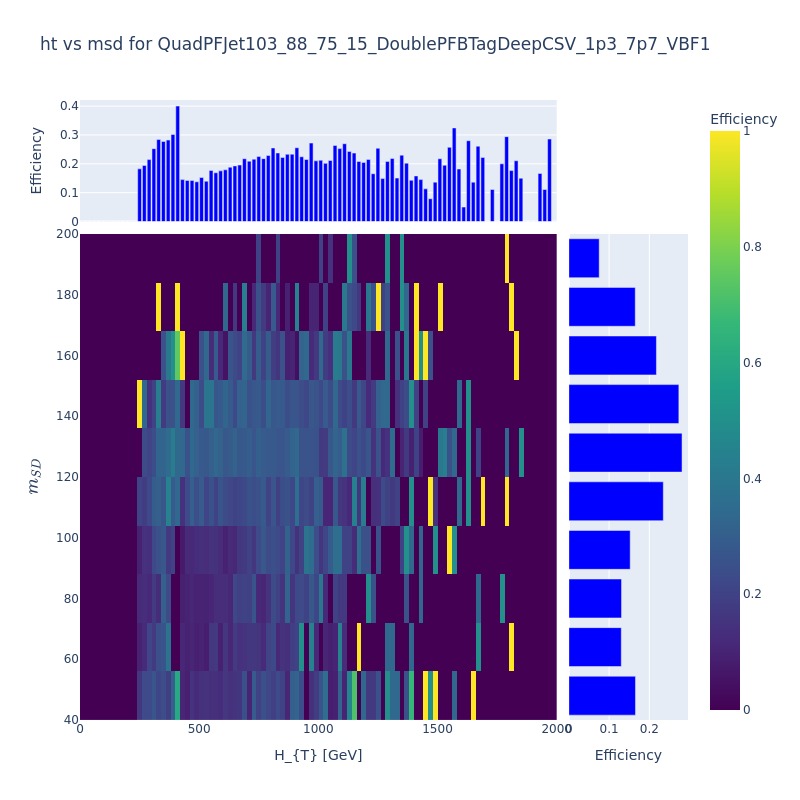 ht vs msd for QuadPFJet103_88_75_15_DoublePFBTagDeepCSV_1p3_7p7_VBF1
Efficiency
0.4
0.3
0.2
0.1
0
Efficiency
1
0.8
0.6
0.4
0.2
0
m_{SD}
200
180
160
140
120
100
80
60
40
0 500 1000 1500 2000
H_{T} [GeV]
0 0.1 0.2
Efficiency